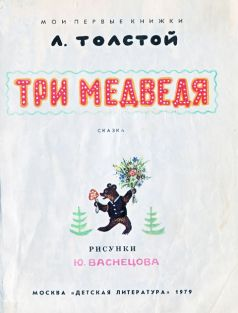 МОИ ПЕРВЫЕ КНИЖКИ
Л. ТОЛСТОЙ
ТРИ МЕДВЕДЯ
СКАЗКА
РИСУНКИ
Ю. ВАСНЕЦОВА
МОСКВА «ДЕТСКАЯ ЛИТЕРАТУРА» 1979